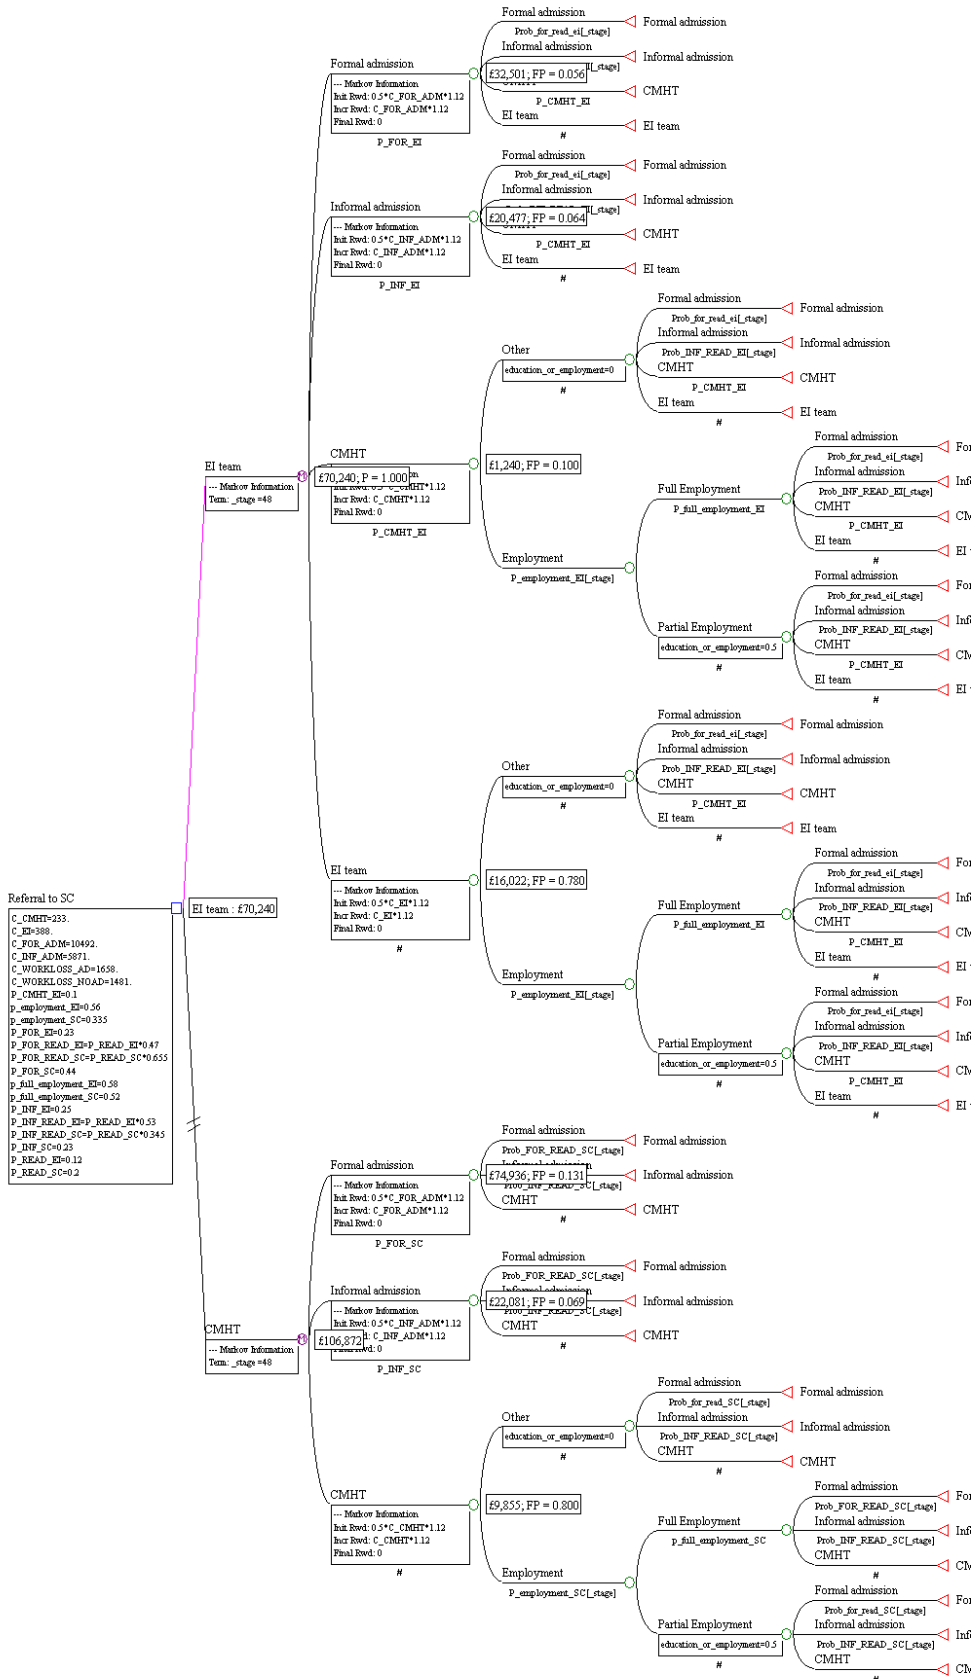 Referral to SC
C_CMHT=233.
C_EI=388.
C_FOR_ADM=10492.
C_INF_ADM=5871.
C_WORKLOSS_AD=1658.
C_WORKLOSS_NOAD=1481.
P_CMHT_EI=0.1
p_employment_EI=0.56
p_employment_SC=0.335
P_FOR_EI=0.23
P_FOR_READ_EI=P_READ_EI*0.47
P_FOR_READ_SC=P_READ_SC*0.655
P_FOR_SC=0.44
p_full_employment_EI=0.58
p_full_employment_SC=0.52
P_INF_EI=0.25
P_INF_READ_EI=P_READ_EI*0.53
P_INF_READ_SC=P_READ_SC*0.345
P_INF_SC=0.23
P_READ_EI=0.12
P_READ_SC=0.2
EI team : £70,240
EI team
--- Markov Information
Term: _stage =48
£70,240; P = 1.000
Formal admission
--- Markov Information
Init Rwd: 0.5*C_FOR_ADM*1.12
Incr Rwd: C_FOR_ADM*1.12
Final Rwd: 0
P_FOR_EI
£32,501; FP = 0.056
Formal admission
Prob_for_read_ei[_stage]
Formal admission
Informal admission
Informal admission
CMHT
P_CMHT_EI
EI team
#
EI team
Informal admission
--- Markov Information
Init Rwd: 0.5*C_INF_ADM*1.12
Incr Rwd: C_INF_ADM*1.12
Final Rwd: 0
P_INF_EI
£20,477; FP = 0.064
Formal admission
Prob_for_read_ei[_stage]
Formal admission
Informal admission
Informal admission
CMHT
P_CMHT_EI
EI team
#
EI team
CMHT
Incr Rwd: C_CMHT*1.12
Final Rwd: 0
P_CMHT_EI
£1,240; FP = 0.100
Other
education_or_employment=0
#
Formal admission
Prob_for_read_ei[_stage]
Formal admission
Informal admission
Prob_INF_READ_EI[_stage]
Informal admission
CMHT
P_CMHT_EI
CMHT
EI team
#
EI team
Employment
P_employment_EI[_stage]
Full Employment
P_full_employment_EI
Formal admission
Prob_for_read_ei[_stage]
Informal admission
Prob_INF_READ_EI[_stage]
CMHT
P_CMHT_EI
EI team
#
Partial Employment
education_or_employment=0.5
#
Formal admission
Prob_for_read_ei[_stage]
Informal admission
Prob_INF_READ_EI[_stage]
CMHT
P_CMHT_EI
EI team
#
EI team
--- Markov Information
Init Rwd: 0.5*C_EI*1.12
Incr Rwd: C_EI*1.12
Final Rwd: 0
#
£16,022; FP = 0.780
Other
education_or_employment=0
#
Formal admission
Prob_for_read_ei[_stage]
Formal admission
Informal admission
Prob_INF_READ_EI[_stage]
Informal admission
CMHT
P_CMHT_EI
CMHT
EI team
#
EI team
Employment
P_employment_EI[_stage]
Full Employment
P_full_employment_EI
Formal admission
Prob_for_read_ei[_stage]
Informal admission
Prob_INF_READ_EI[_stage]
CMHT
P_CMHT_EI
EI team
#
Partial Employment
education_or_employment=0.5
#
Formal admission
Prob_for_read_ei[_stage]
Informal admission
Prob_INF_READ_EI[_stage]
CMHT
P_CMHT_EI
EI team
#
CMHT
--- Markov Information
Term: _stage =48
£106,872
Formal admission
--- Markov Information
Init Rwd: 0.5*C_FOR_ADM*1.12
Incr Rwd: C_FOR_ADM*1.12
Final Rwd: 0
P_FOR_SC
£74,936; FP = 0.131
Formal admission
Prob_FOR_READ_SC[_stage]
Formal admission
Informal admission
CMHT
#
CMHT
Informal admission
--- Markov Information
Init Rwd: 0.5*C_INF_ADM*1.12
C_INF_ADM*1.12
P_INF_SC
£22,081; FP = 0.069
Formal admission
Prob_FOR_READ_SC[_stage]
Formal admission
Informal admission
CMHT
#
CMHT
CMHT
--- Markov Information
Init Rwd: 0.5*C_CMHT*1.12
Incr Rwd: C_CMHT*1.12
Final Rwd: 0
#
£9,855; FP = 0.800
Other
education_or_employment=0
#
Formal admission
Prob_for_read_SC[_stage]
Formal admission
Informal admission
Prob_INF_READ_SC[_stage]
Informal admission
CMHT
#
CMHT
Employment
P_employment_SC[_stage]
Full Employment
p_full_employment_SC
Formal admission
Prob_FOR_READ_SC[_stage]
Informal admission
Prob_INF_READ_SC[_stage]
CMHT
#
Partial Employment
education_or_employment=0.5
#
Formal admission
Prob_for_read_SC[_stage]
Informal admission
Prob_INF_READ_SC[_stage]
CMHT
#